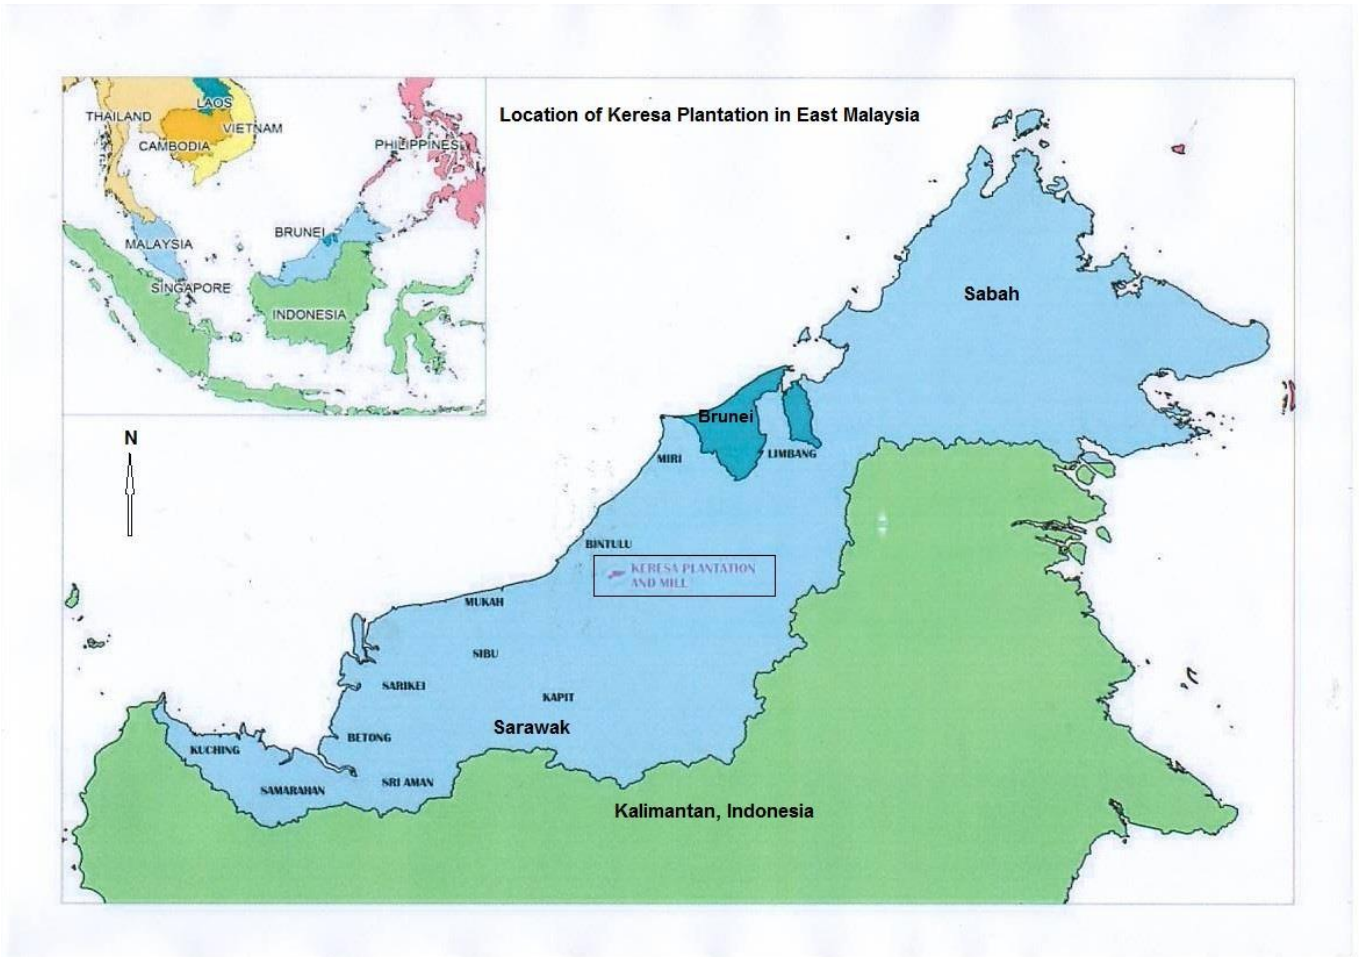 Location of Keresa Plantation in East Malaysia
LAOS
THAILAND
VIETNAM
CAMBODIA
PHILIPPINES
BRUNEI
MALAYSIA
SINGAPORE
INDONESIA
N
Sabah
Brunei
MIRI
LIMBANG
BINTULU
KERESA PLANTATION
AND MILL
MUKAH
SIBU
SARIKEI
KAPIT
Sarawak
BETONG
KUCHING
SRI AMAN
SAMARAHAN
Kalimantan, Indonesia